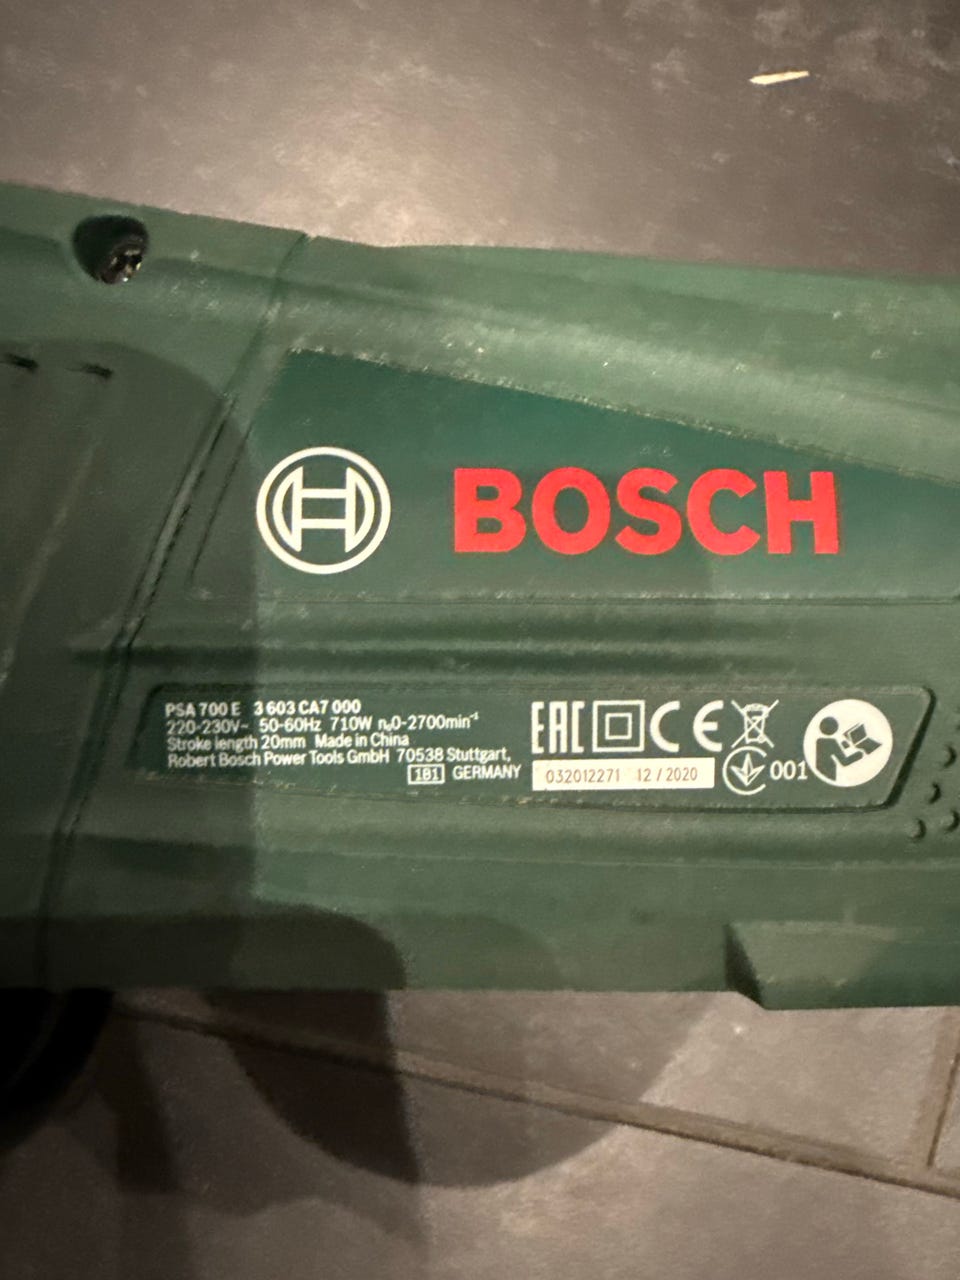 BOSCH
PSA 700 E 3 603 CA7 000
220-230V~ 50-60Hz 710W n₀0-2700min⁻¹
Stroke length 20mm Made in China
Robert Bosch Power Tools GmbH 70538 Stuttgart,
181 GERMANY
EAC CE
032012271 12 / 2020
001